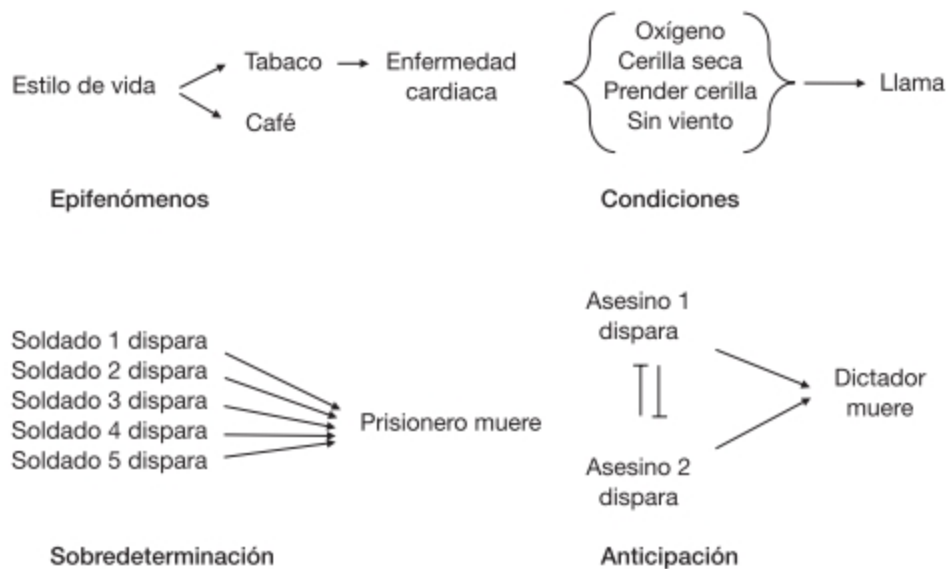 Estilo de vida
Tabaco
Café
Enfermedad
cardiaca
Epifenómenos
Oxígeno
Cerilla seca
Prender cerilla
Sin viento
Llama
Condiciones
Soldado 1 dispara
Soldado 2 dispara
Soldado 3 dispara
Soldado 4 dispara
Soldado 5 dispara
Prisionero muere
Sobredeterminación
Asesino 1
dispara
Asesino 2
dispara
Dictador
muere
Anticipación